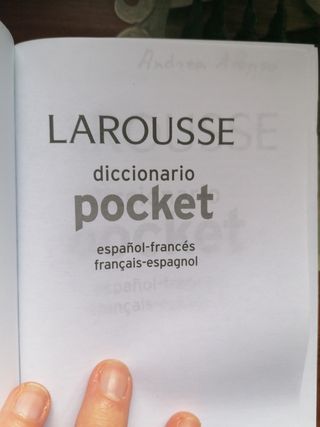 Andrea
LAROUSSE
diccionario
pocket
español-francés
français-espagnol